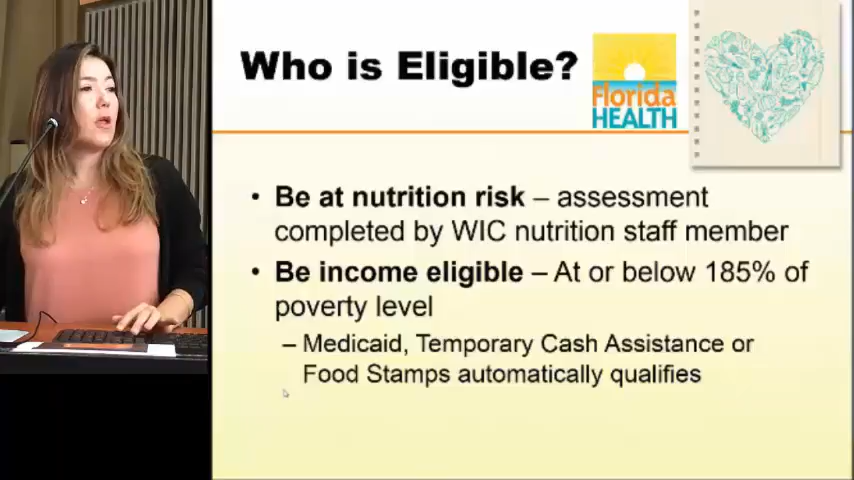 Who is Eligible?
Florida
HEALTH
• Be at nutrition risk – assessment
completed by WIC nutrition staff member
• Be income eligible – At or below 185% of
poverty level
– Medicaid, Temporary Cash Assistance or
Food Stamps automatically qualifies